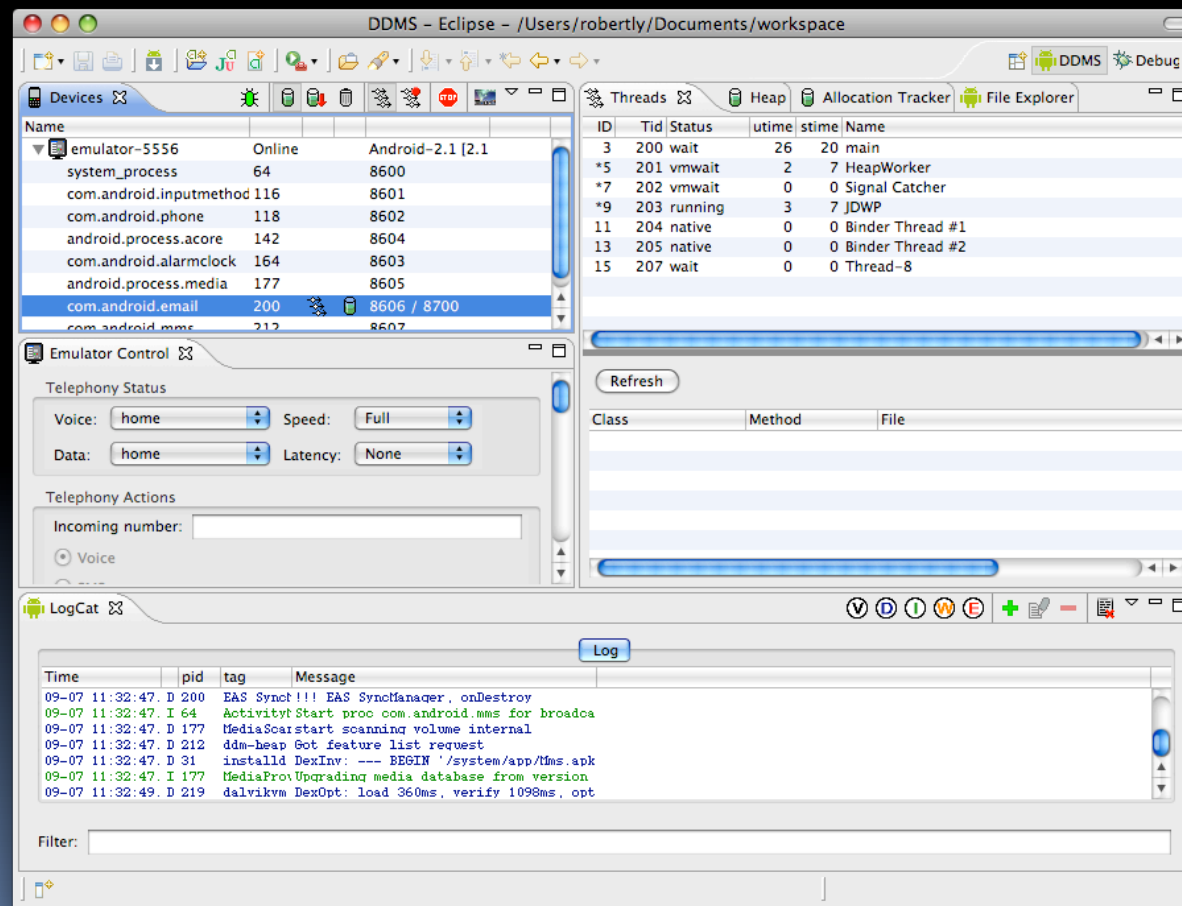 DDMS – Eclipse – /Users/robertly/Documents/workspace
DDMS Debug
Devices
Name
emulator-5556 Online Android-2.1 [2.1
system_process 64 8600
com.android.inputmethod 116 8601
com.android.phone 118 8602
android.process.acore 142 8604
com.android.alarmclock 164 8603
android.process.media 177 8605
com.android.email 200 8606 / 8700
com.android.mms 212 8607
Threads Heap Allocation Tracker File Explorer
ID Tid Status utime stime Name
3 200 wait 26 20 main
*5 201 vmwait 2 7 HeapWorker
*7 202 vmwait 0 0 Signal Catcher
*9 203 running 3 7 JDWP
11 204 native 0 0 Binder Thread #1
13 205 native 0 0 Binder Thread #2
15 207 wait 0 0 Thread-8
Refresh
Class Method File
Emulator Control
Telephony Status
Voice: home Speed: Full
Data: home Latency: None
Telephony Actions
Incoming number:
Voice
LogCat
V D I W E
Log
Time pid tag Message
09-07 11:32:47. D 200 EAS SyncM !!! EAS SyncManager, onDestroy
09-07 11:32:47. I 64 ActivityM Start proc com.android.mms for broadca
09-07 11:32:47. D 177 MediaScan start scanning volume internal
09-07 11:32:47. D 212 ddm-heap Got feature list request
09-07 11:32:47. D 31 installd DexInv: --- BEGIN '/system/app/Mms.apk
09-07 11:32:47. I 177 MediaProv Upgrading media database from version
09-07 11:32:49. D 219 dalvikvm DexOpt: load 360ms, verify 1098ms, opt
Filter: